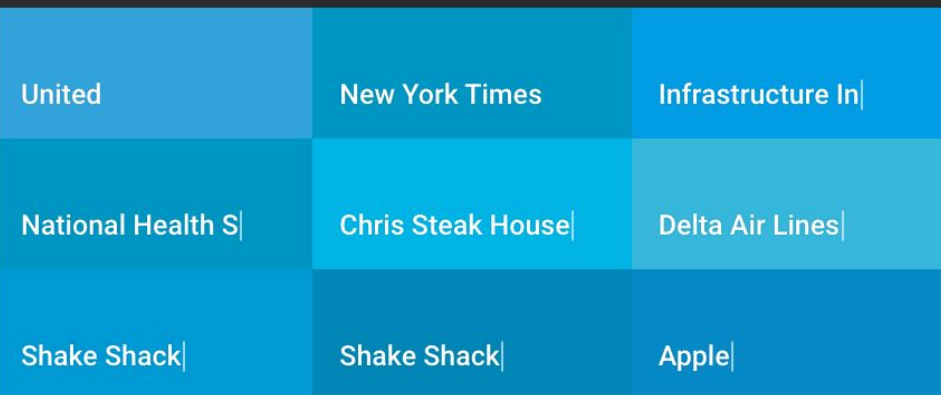 United
New York Times
Infrastructure In
National Health S
Chris Steak House
Delta Air Lines
Shake Shack
Shake Shack
Apple